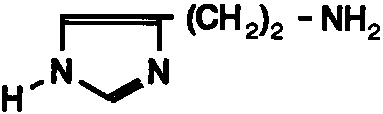 (CH₂)₂ – NH₂
N N
H